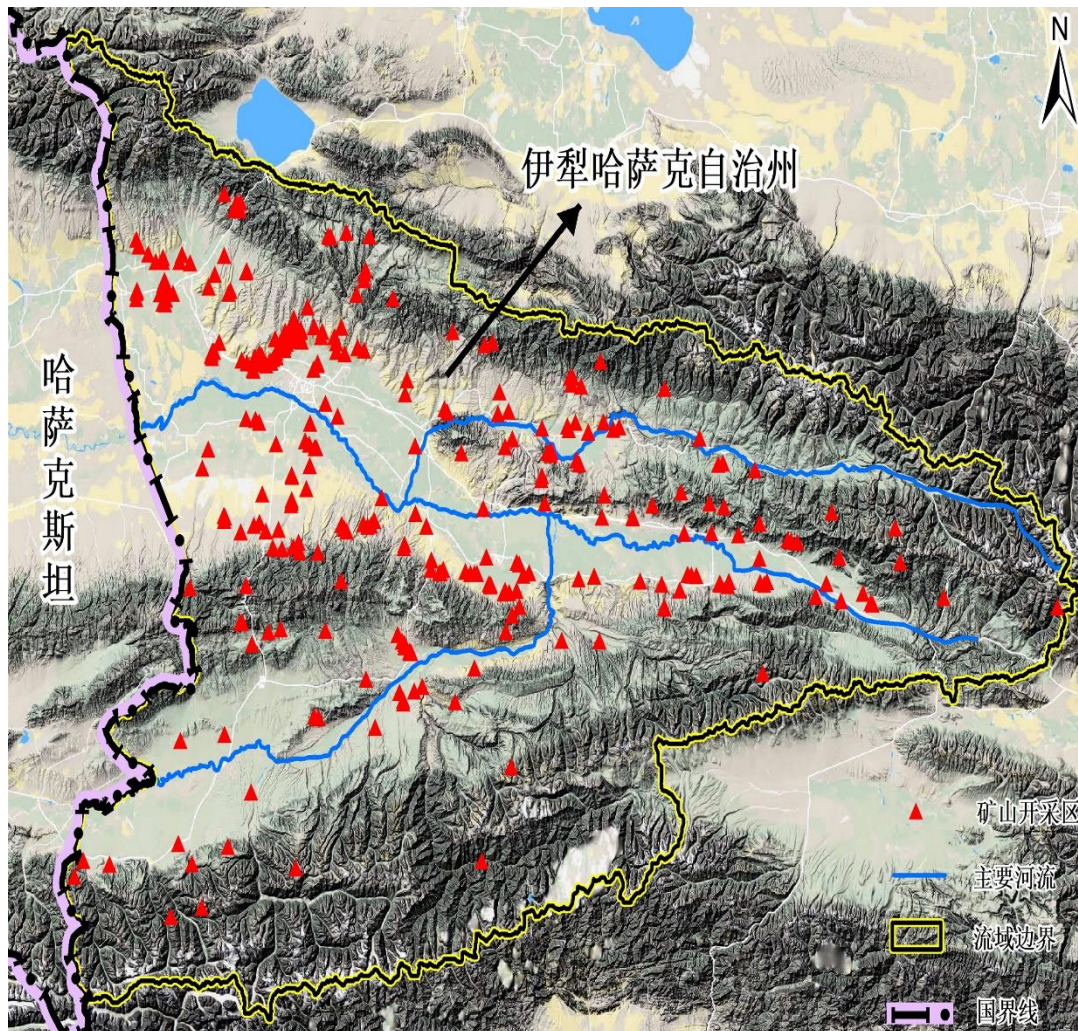 N
伊犁哈萨克自治州
哈萨克斯坦
矿山开采区
主要河流
流域边界
国界线